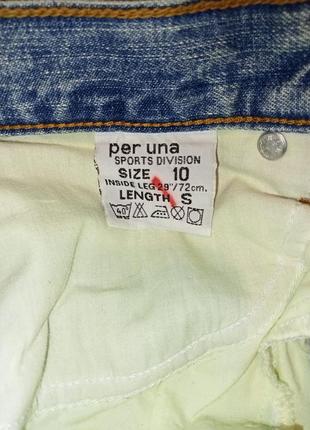 per una
SPORTS DIVISION
SIZE 10
INSIDE LEG 29"/72cm.
LENGTH S
40